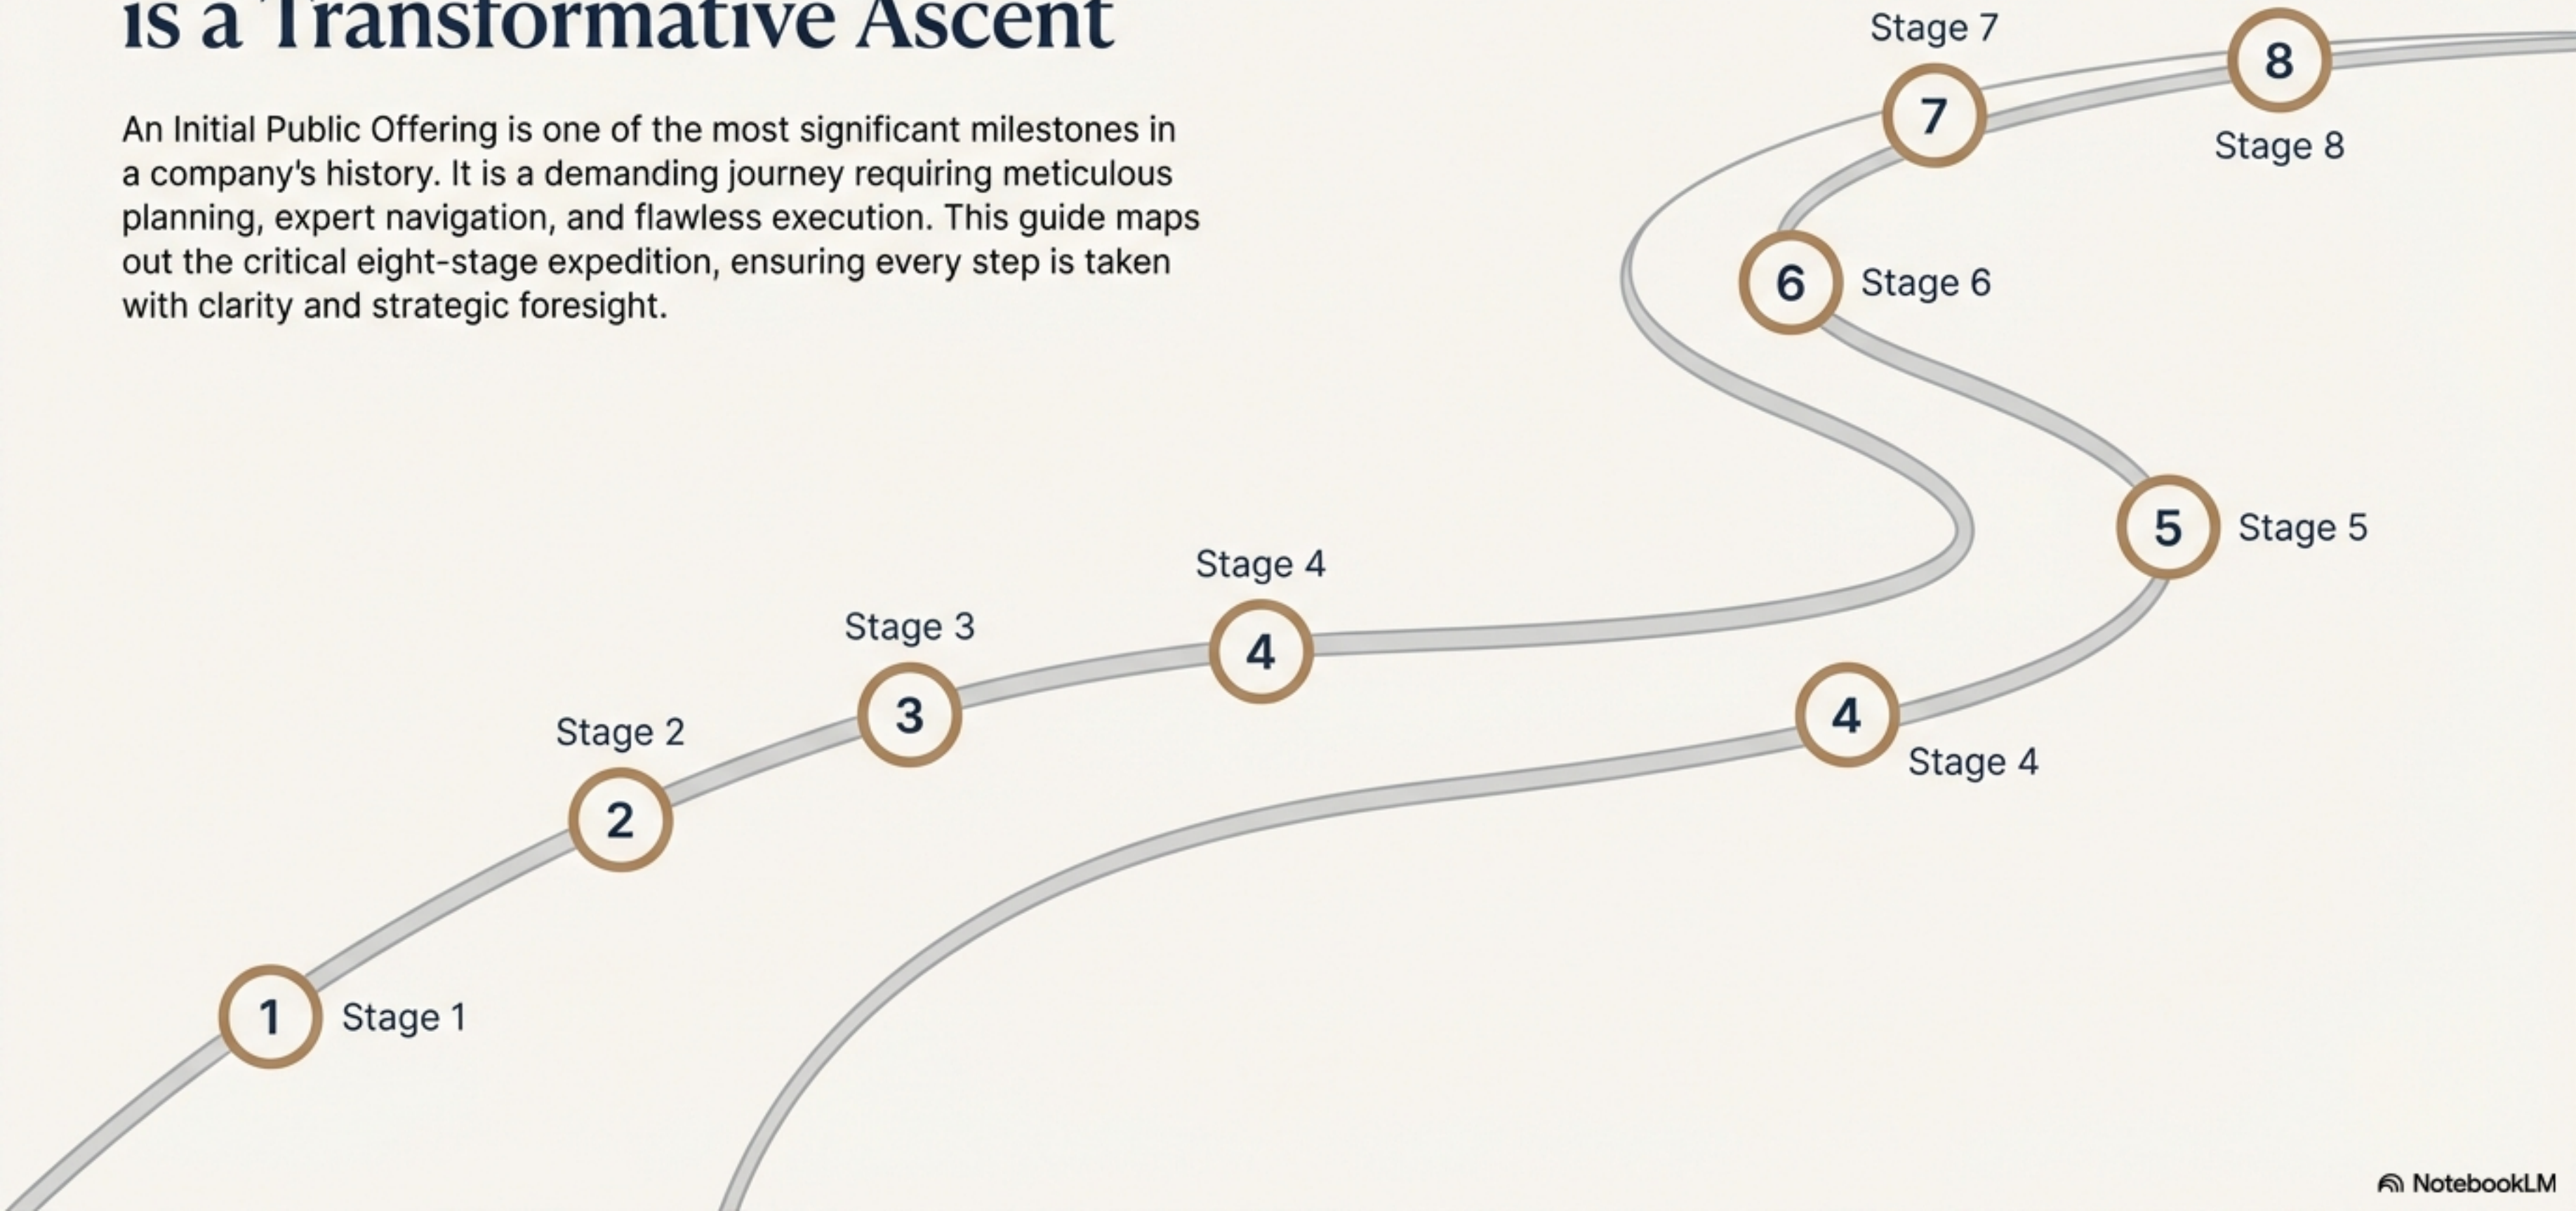 is a Transformative Ascent
An Initial Public Offering is one of the most significant milestones in
a company's history. It is a demanding journey requiring meticulous
planning, expert navigation, and flawless execution. This guide maps
out the critical eight-stage expedition, ensuring every step is taken
with clarity and strategic foresight.
Stage 7
7
8
Stage 8
6 Stage 6
5 Stage 5
Stage 4
4
Stage 3
3
4
Stage 4
Stage 2
2
1 Stage 1
NotebookLM